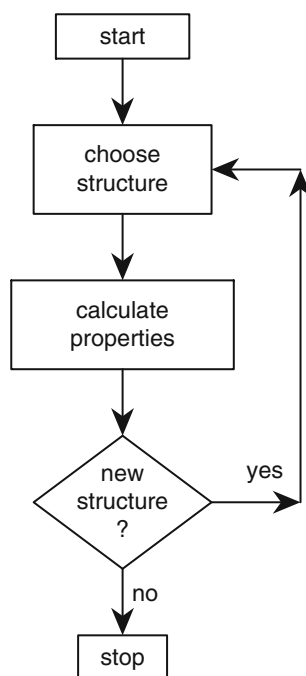 start
choose
structure
calculate
properties
new
structure
?
yes
no
stop